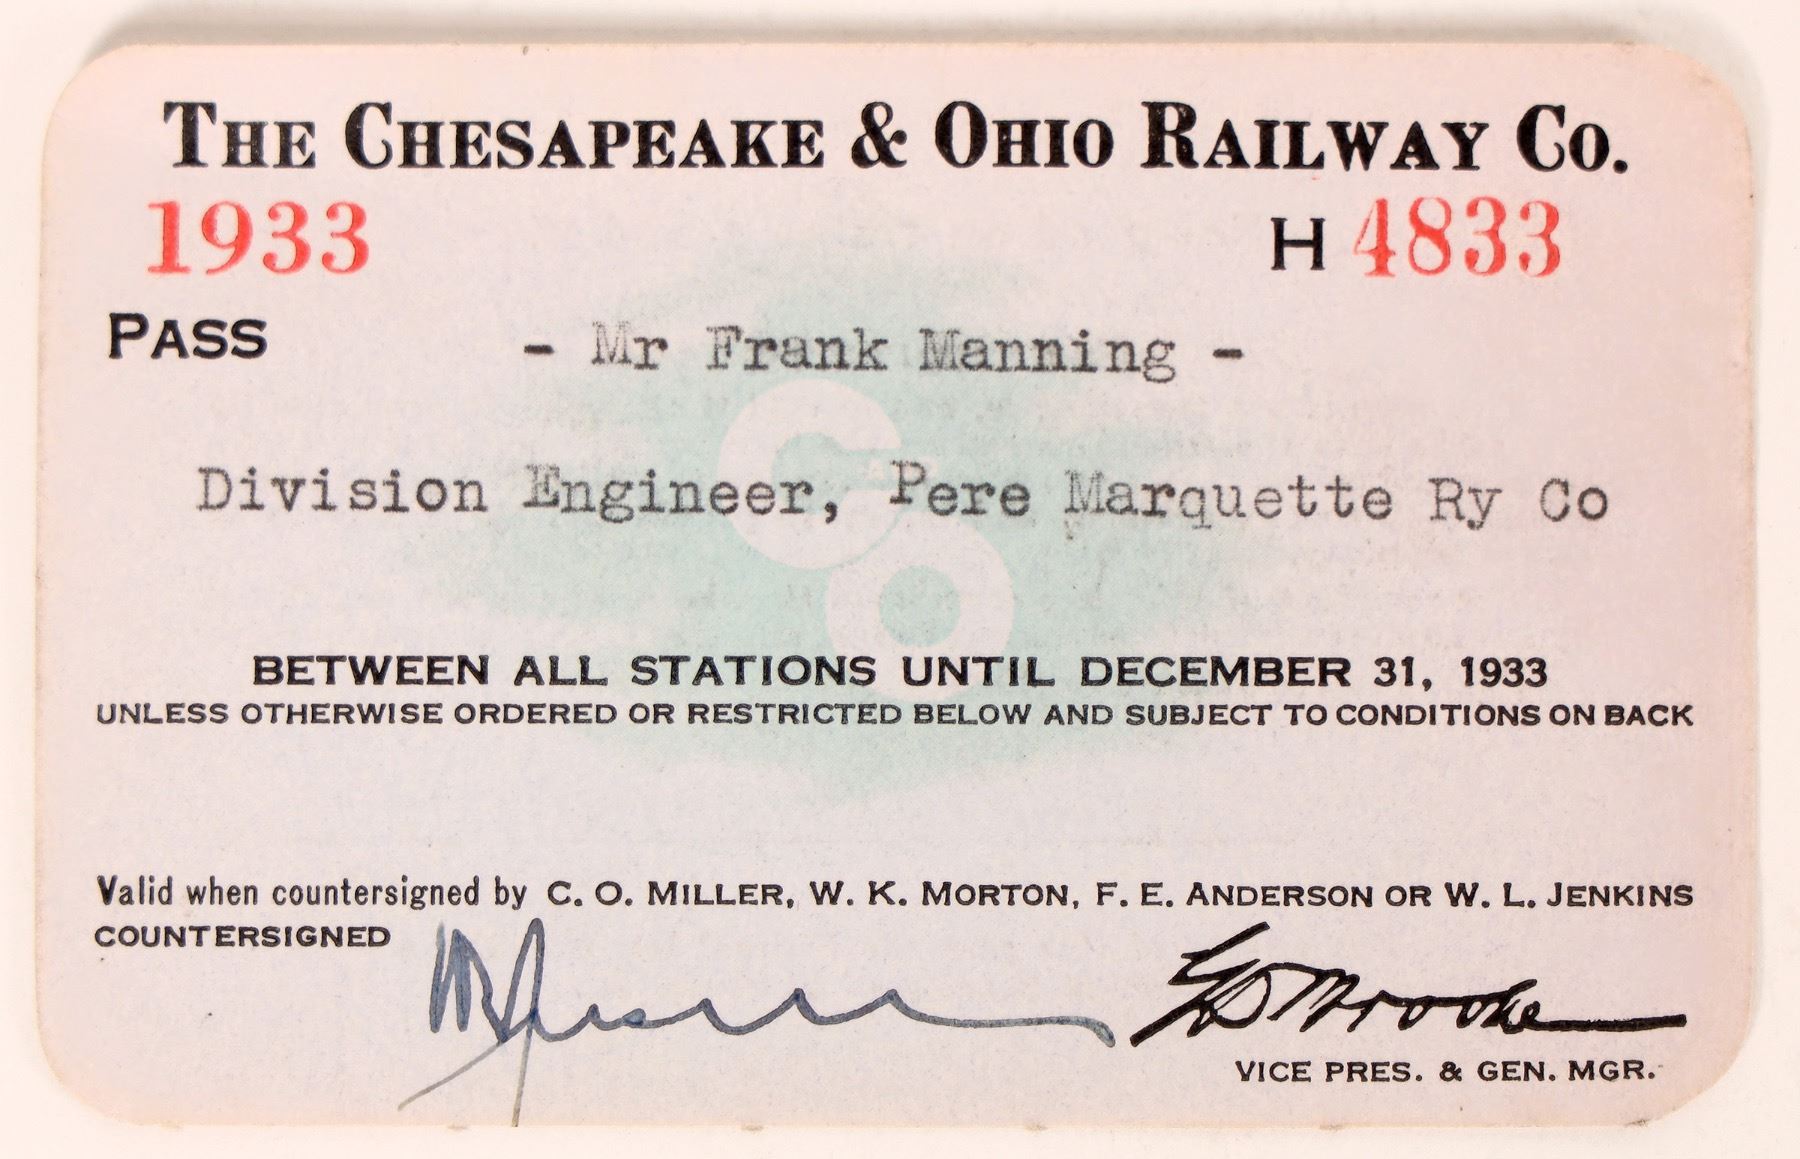 THE CHESAPEAKE & OHIO RAILWAY CO.
1933 H 4833
PASS - Mr Frank Manning -
Division Engineer, Pere Marquette Ry Co
BETWEEN ALL STATIONS UNTIL DECEMBER 31, 1933
UNLESS OTHERWISE ORDERED OR RESTRICTED BELOW AND SUBJECT TO CONDITIONS ON BACK
Valid when countersigned by C. O. MILLER, W. K. MORTON, F. E. ANDERSON OR W. L. JENKINS
COUNTERSIGNED
VICE PRES. & GEN. MGR.